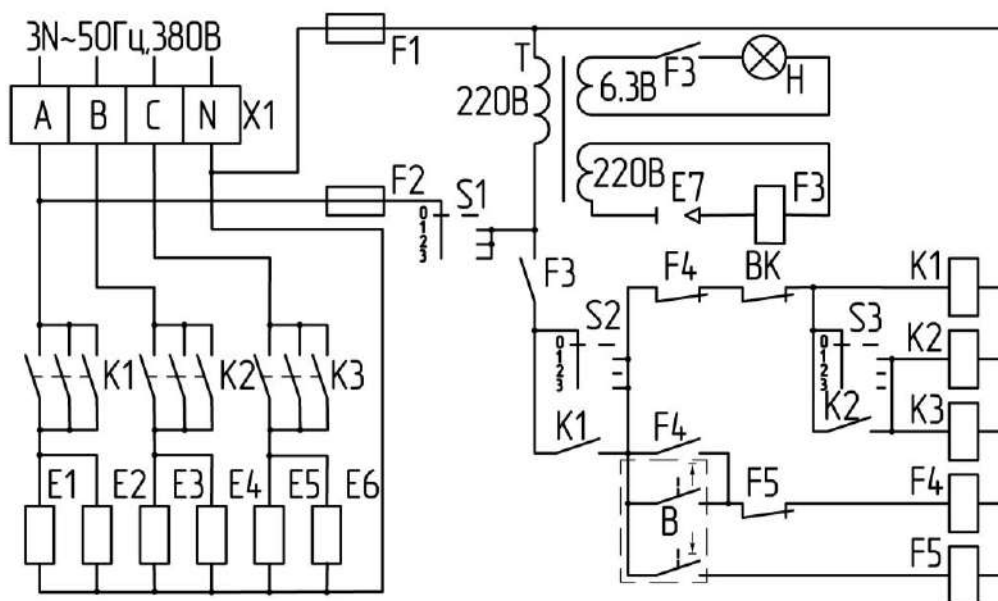 3N~50Гц,380В
A B C N X1
F1
F2
S1
0
1
2
3
T
220В
6.3В
F3
H
220В
E7
F3
F3
S2
0
1
2
3
F4
BK
K1
S3
0
1
2
3
K2
K2
K3
K1
F4
B
F5
F4
F5
K1
K2
K3
E1 E2 E3 E4 E5 E6